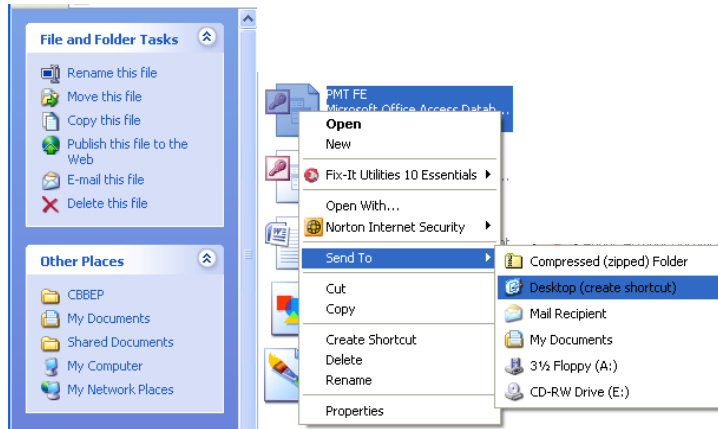 File and Folder Tasks
Rename this file
Move this file
Copy this file
Publish this file to the
Web
E-mail this file
Delete this file
Other Places
CBBEP
My Documents
Shared Documents
My Computer
My Network Places
PMT FE
Microsoft Office Access Datab...
Open
New
Fix-It Utilities 10 Essentials
Open With...
Norton Internet Security
Send To
Cut
Copy
Create Shortcut
Delete
Rename
Properties
Compressed (zipped) Folder
Desktop (create shortcut)
Mail Recipient
My Documents
3½ Floppy (A:)
CD-RW Drive (E:)